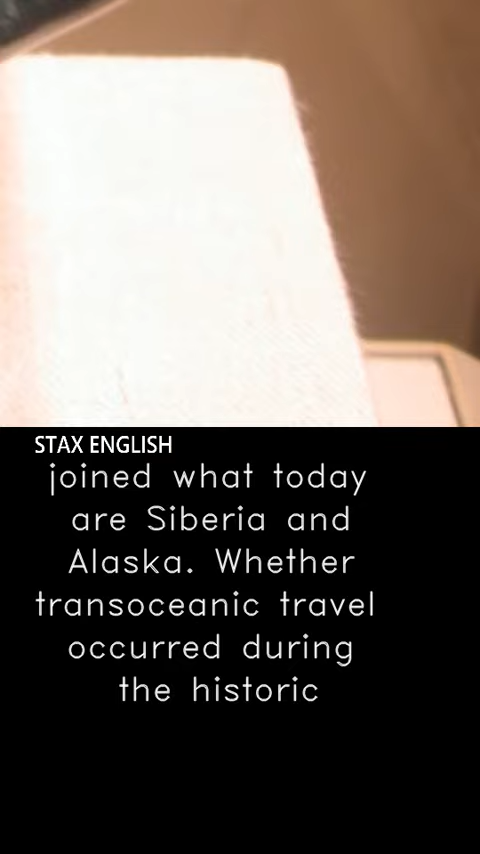 STAX ENGLISH
joined what today
are Siberia and
Alaska. Whether
transoceanic travel
occurred during
the historic